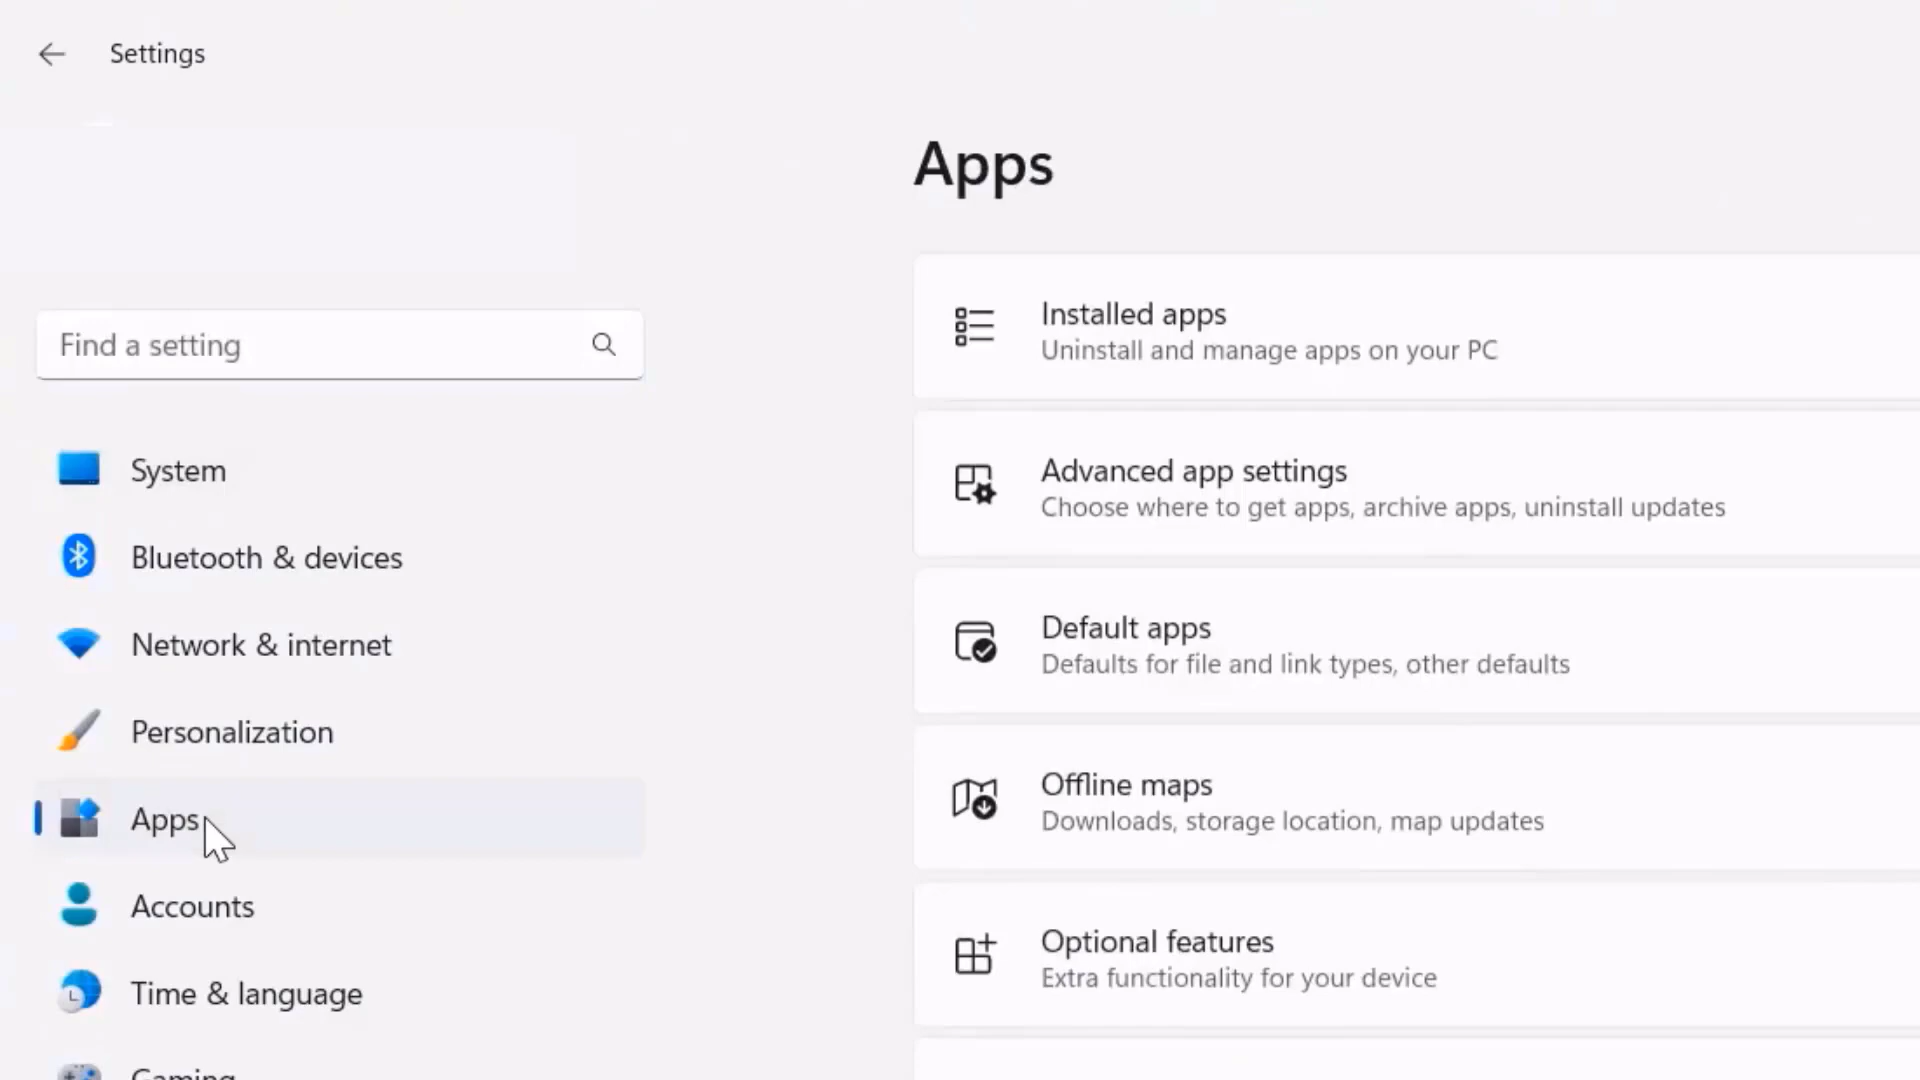 Settings
Find a setting
System
Bluetooth & devices
Network & internet
Personalization
Apps
Accounts
Time & language
Gaming
Apps
Installed apps
Uninstall and manage apps on your PC
Advanced app settings
Choose where to get apps, archive apps, uninstall updates
Default apps
Defaults for file and link types, other defaults
Offline maps
Downloads, storage location, map updates
Optional features
Extra functionality for your device